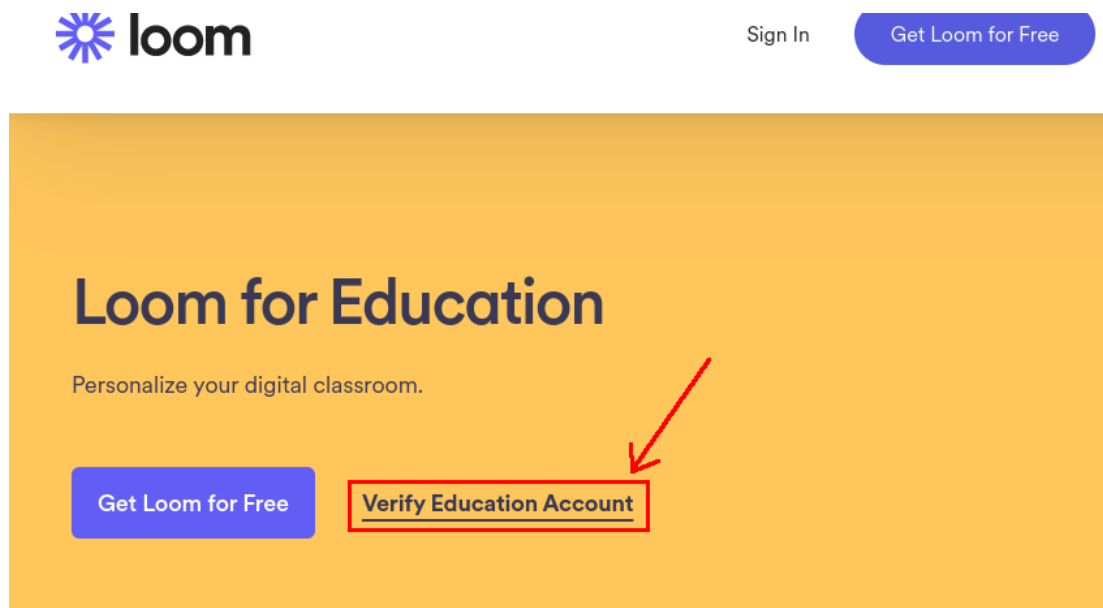 loom
Sign In
Get Loom for Free
Loom for Education
Personalize your digital classroom.
Get Loom for Free
Verify Education Account